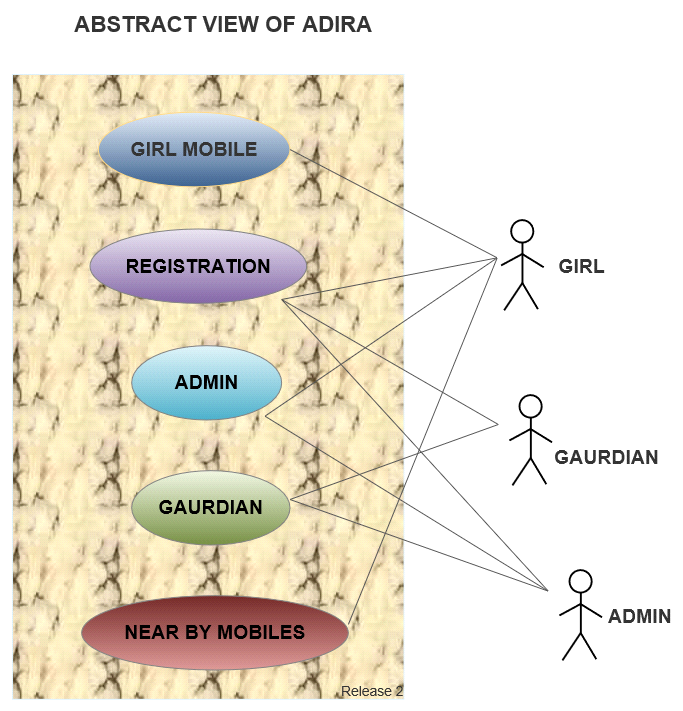 ABSTRACT VIEW OF ADIRA
GIRL MOBILE
REGISTRATION
GIRL
ADMIN
GAURDIAN
GAURDIAN
ADMIN
NEAR BY MOBILES
Release 2